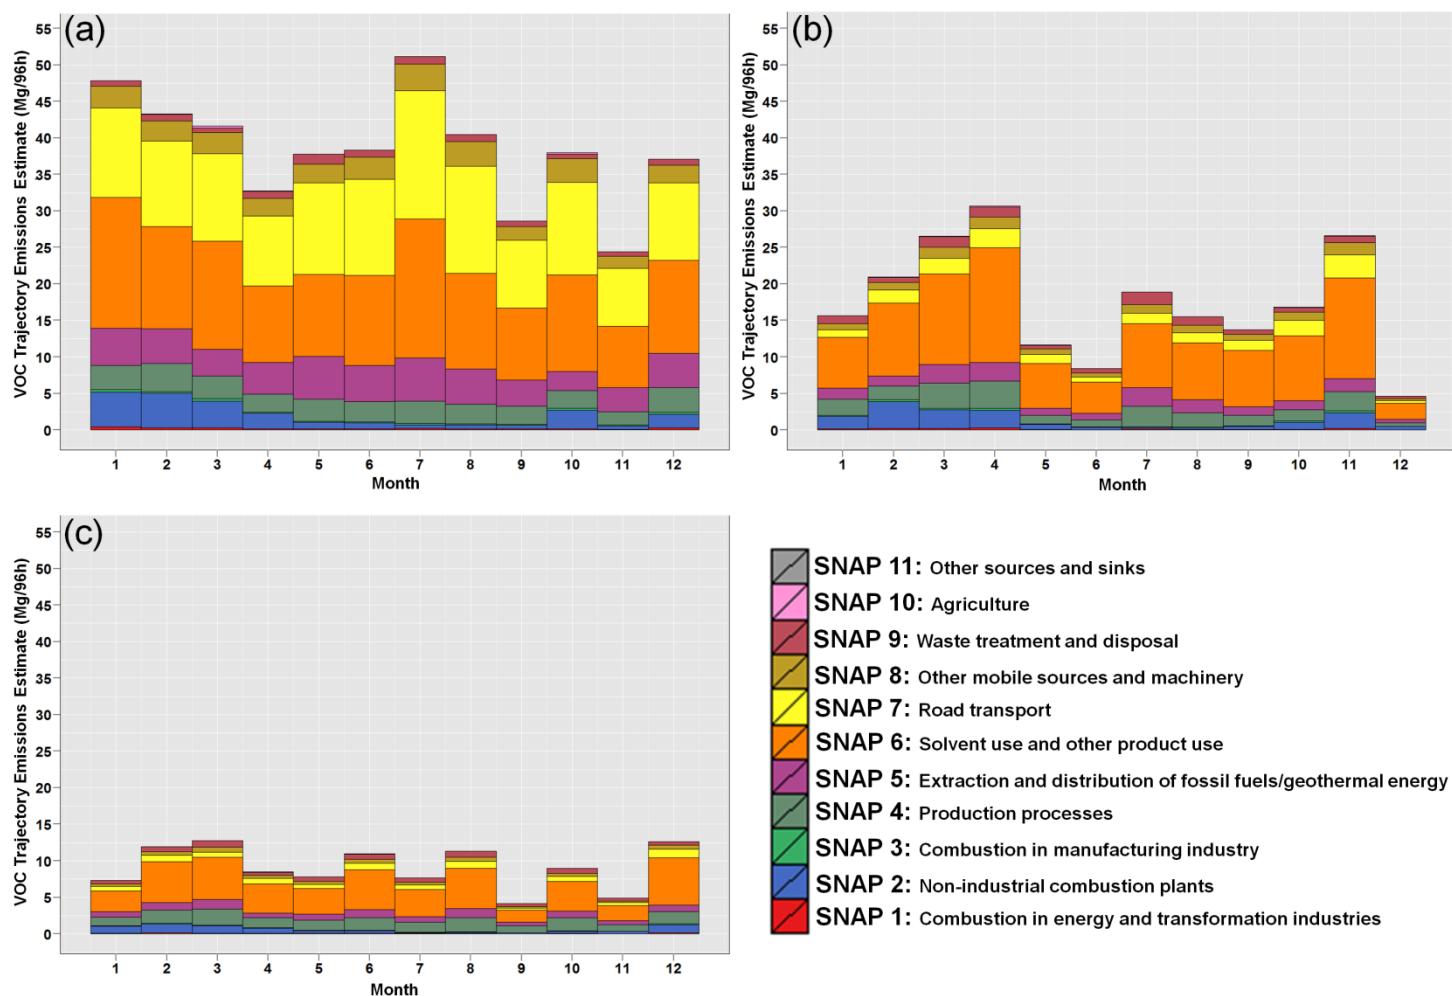 (a)
VOC Trajectory Emissions Estimate (Mg/96h)
55
50
45
40
35
30
25
20
15
10
5
0
1 2 3 4 5 6 7 8 9 10 11 12
Month
(b)
VOC Trajectory Emissions Estimate (Mg/96h)
55
50
45
40
35
30
25
20
15
10
5
0
1 2 3 4 5 6 7 8 9 10 11 12
Month
(c)
VOC Trajectory Emissions Estimate (Mg/96h)
55
50
45
40
35
30
25
20
15
10
5
0
1 2 3 4 5 6 7 8 9 10 11 12
Month
SNAP 11: Other sources and sinks
SNAP 10: Agriculture
SNAP 9: Waste treatment and disposal
SNAP 8: Other mobile sources and machinery
SNAP 7: Road transport
SNAP 6: Solvent use and other product use
SNAP 5: Extraction and distribution of fossil fuels/geothermal energy
SNAP 4: Production processes
SNAP 3: Combustion in manufacturing industry
SNAP 2: Non-industrial combustion plants
SNAP 1: Combustion in energy and transformation industries